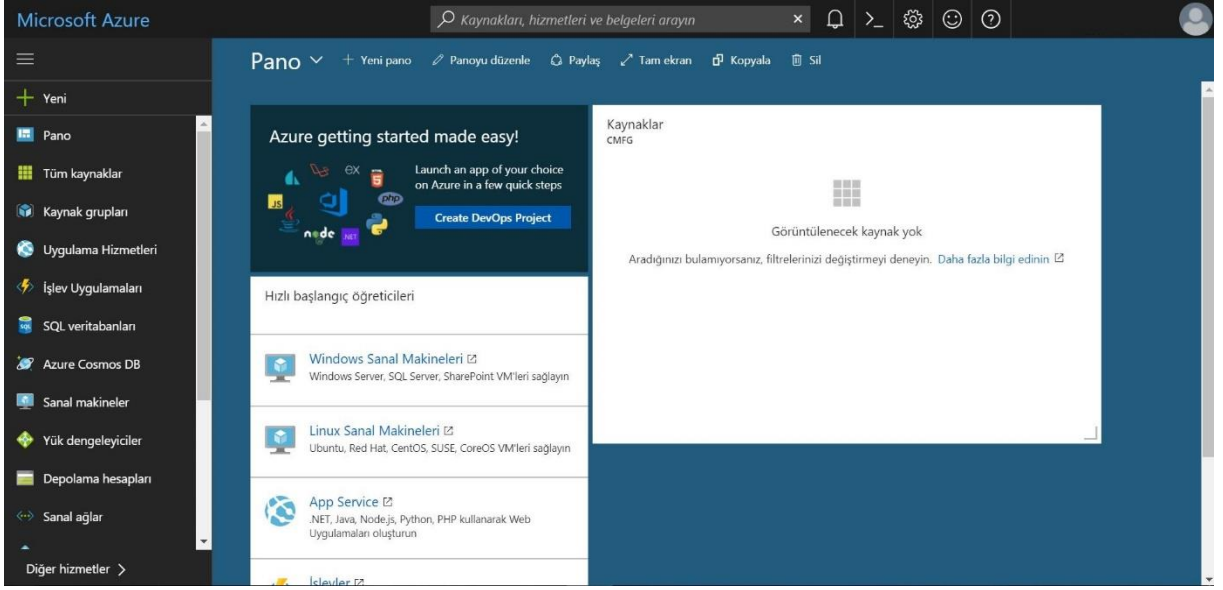 Microsoft Azure
Kaynakları, hizmetleri ve belgeleri arayın
Pano
Yeni pano
Panoyu düzenle
Paylaş
Tam ekran
Kopyala
Sil
Yeni
Pano
Tüm kaynaklar
Kaynak grupları
Uygulama Hizmetleri
İşlev Uygulamaları
SQL veritabanları
Azure Cosmos DB
Sanal makineler
Yük dengeleyiciler
Depolama hesapları
Sanal ağlar
Diğer hizmetler
Azure getting started made easy!
Launch an app of your choice
on Azure in a few quick steps
Create DevOps Project
ex
JS
php
node
.NET
Hızlı başlangıç öğreticileri
Windows Sanal Makineleri
Windows Server, SQL Server, SharePoint VM'leri sağlayın
Linux Sanal Makineleri
Ubuntu, Red Hat, CentOS, SUSE, CoreOS VM'leri sağlayın
App Service
.NET, Java, Node.js, Python, PHP kullanarak Web
Uygulamaları oluşturun
İşlevler
Kaynaklar
CMFG
Görüntülenecek kaynak yok
Aradığınızı bulamıyorsanız, filtrelerinizi değiştirmeyi deneyin. Daha fazla bilgi edinin